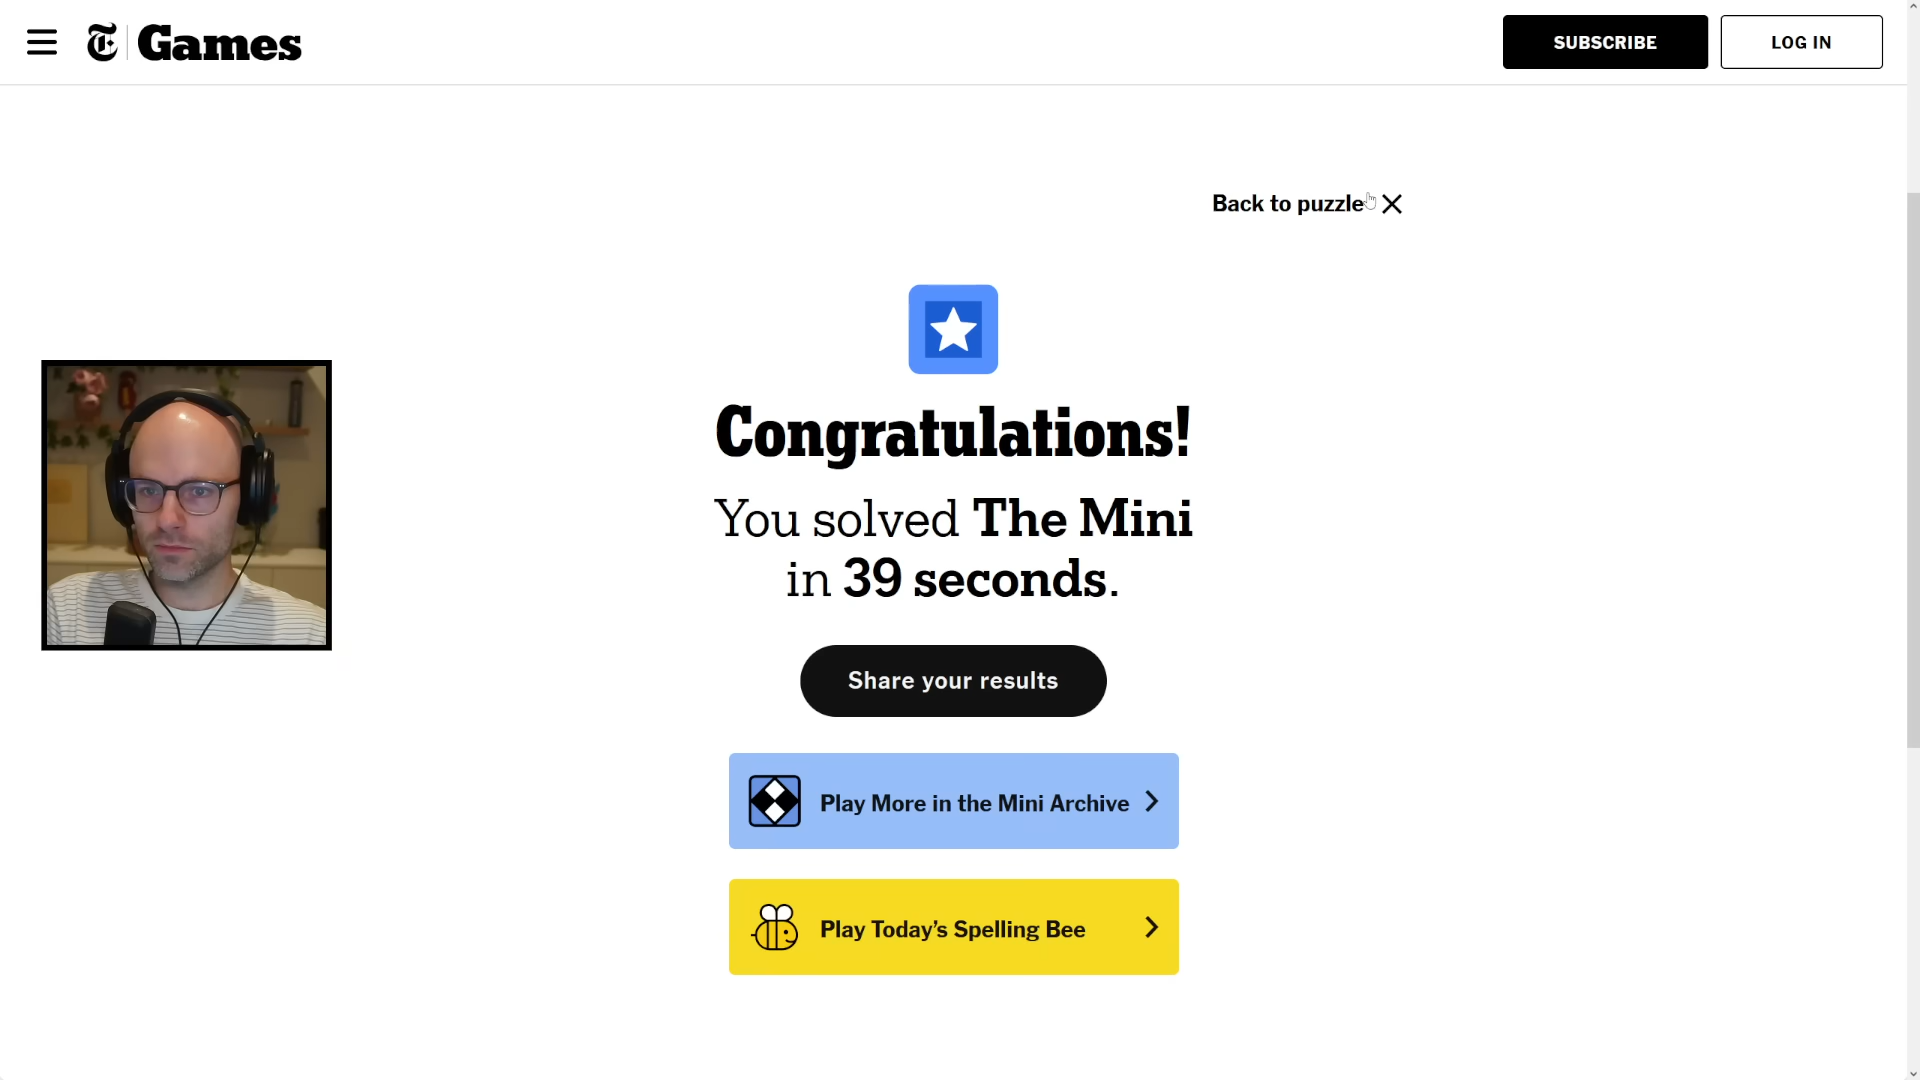 T Games
SUBSCRIBE
LOG IN
Back to puzzle
Congratulations!
You solved The Mini
in 39 seconds.
Share your results
Play More in the Mini Archive
Play Today’s Spelling Bee